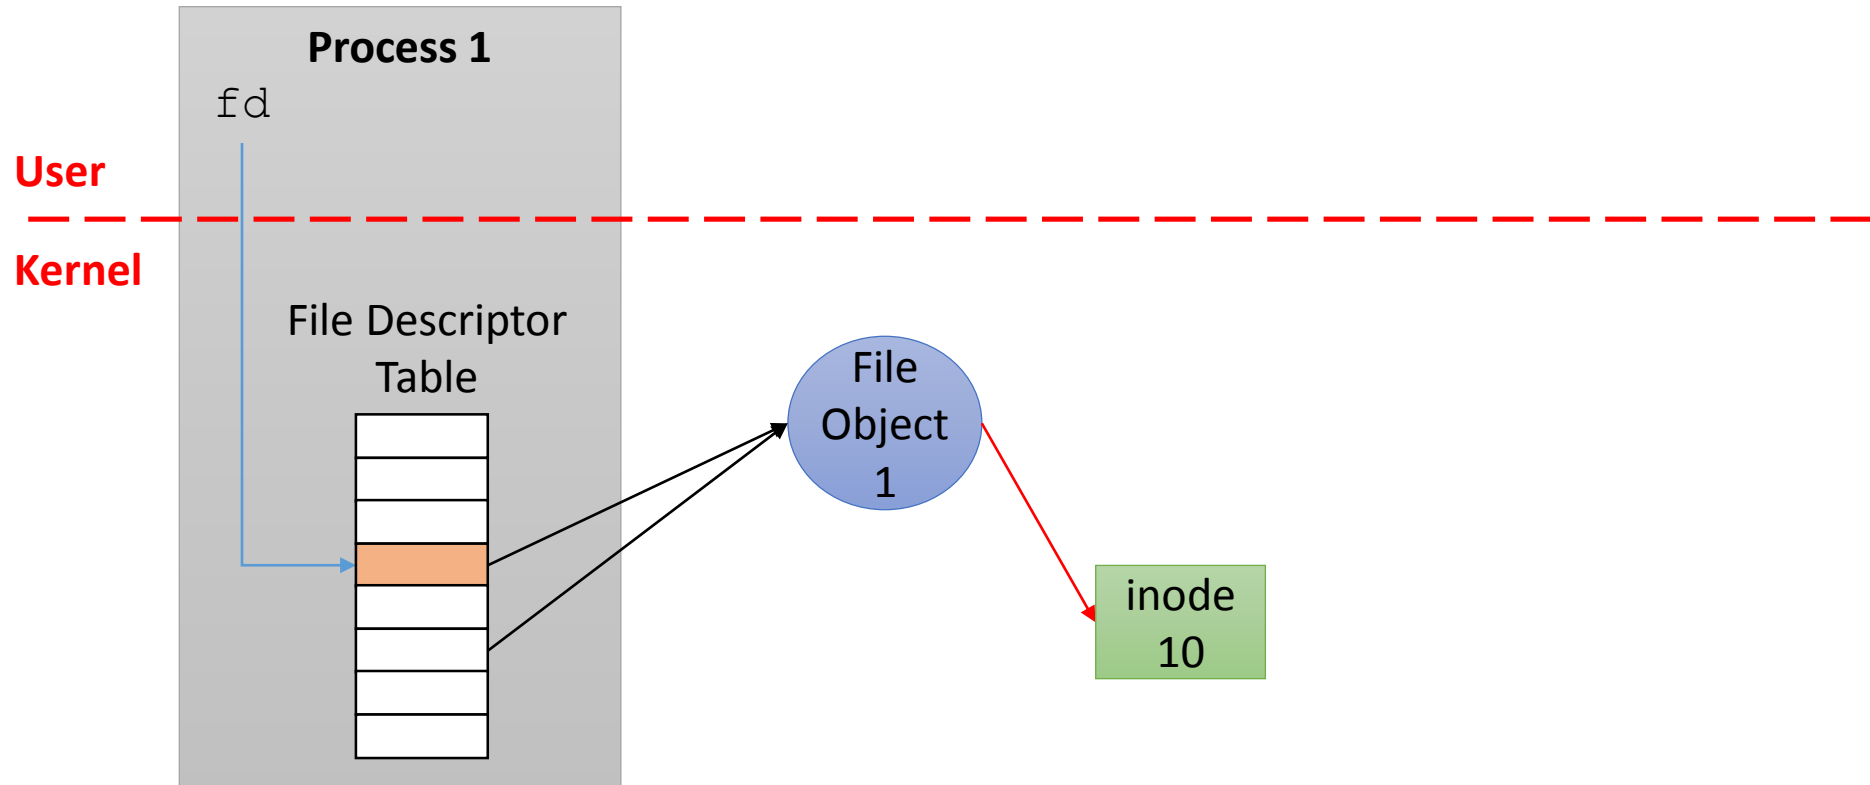 Process 1
fd
User
Kernel
File Descriptor
Table
File
Object
1
inode
10